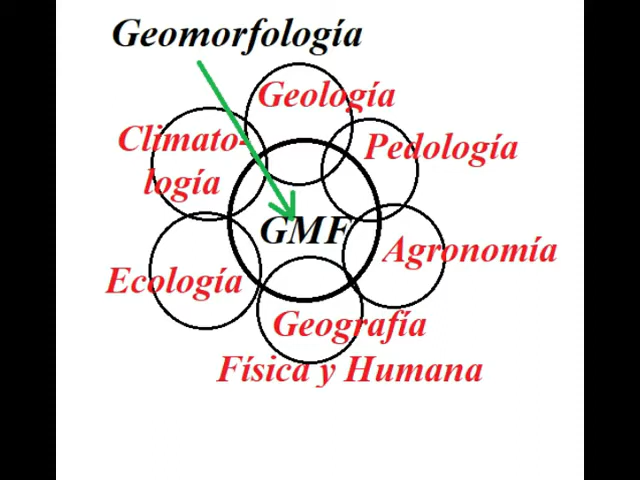 Geomorfología
Geología
Climato-
logía
Pedología
GMF
Agronomía
Ecología
Geografía
Física y Humana